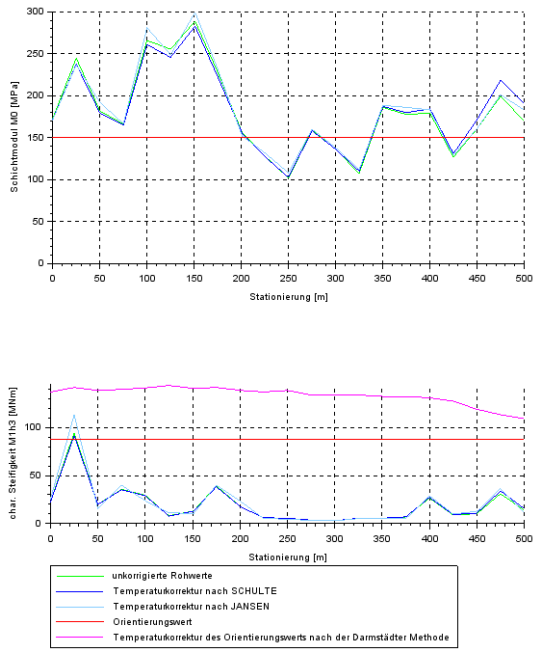 300
250
200
150
100
50
0
Schichtmodul M0 [MPa]
0 50 100 150 200 250 300 350 400 450 500
Stationierung [m]
100
50
0
char. Steifigkeit M1h3 [MNm]
0 50 100 150 200 250 300 350 400 450 500
Stationierung [m]
unkorrigierte Rohwerte
Temperaturkorrektur nach SCHULTE
Temperaturkorrektur nach JANSEN
Orientierungswert
Temperaturkorrektur des Orientierungswerts nach der Darmstädter Methode